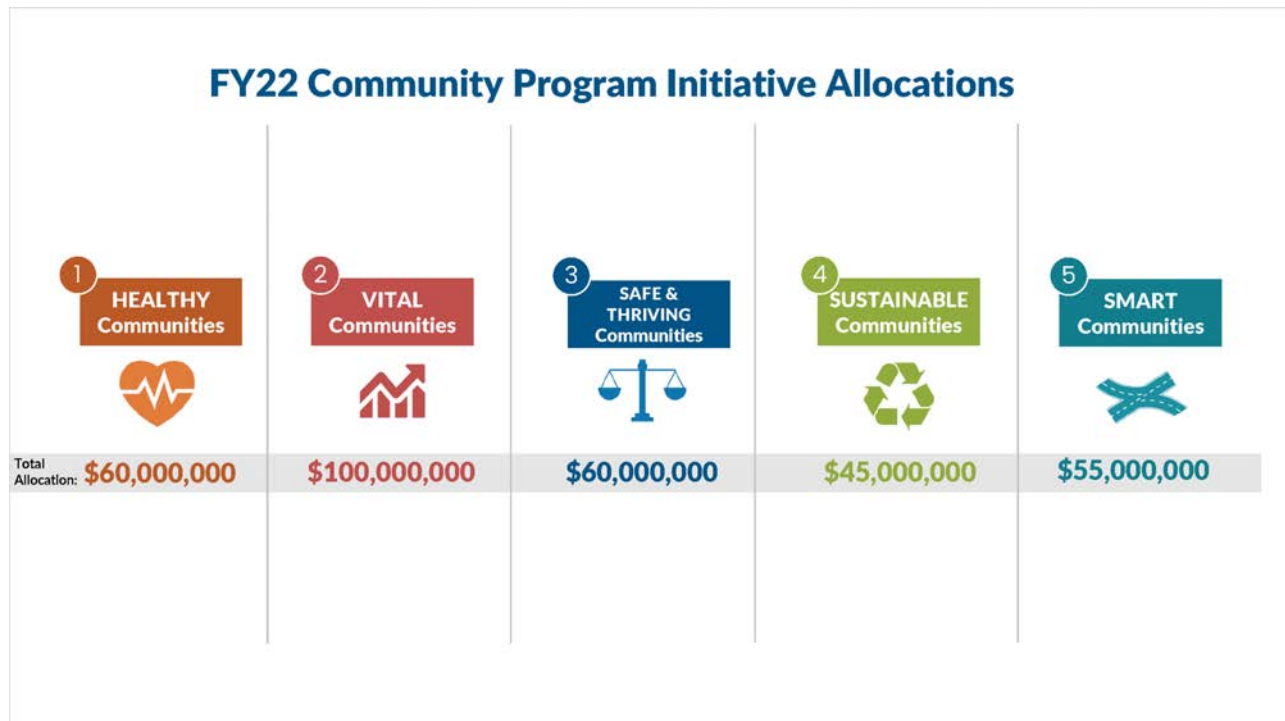 FY22 Community Program Initiative Allocations
1
HEALTHY
Communities
2
VITAL
Communities
3
SAFE &
THRIVING
Communities
4
SUSTAINABLE
Communities
5
SMART
Communities
Total
Allocation: $60,000,000 $100,000,000 $60,000,000 $45,000,000 $55,000,000